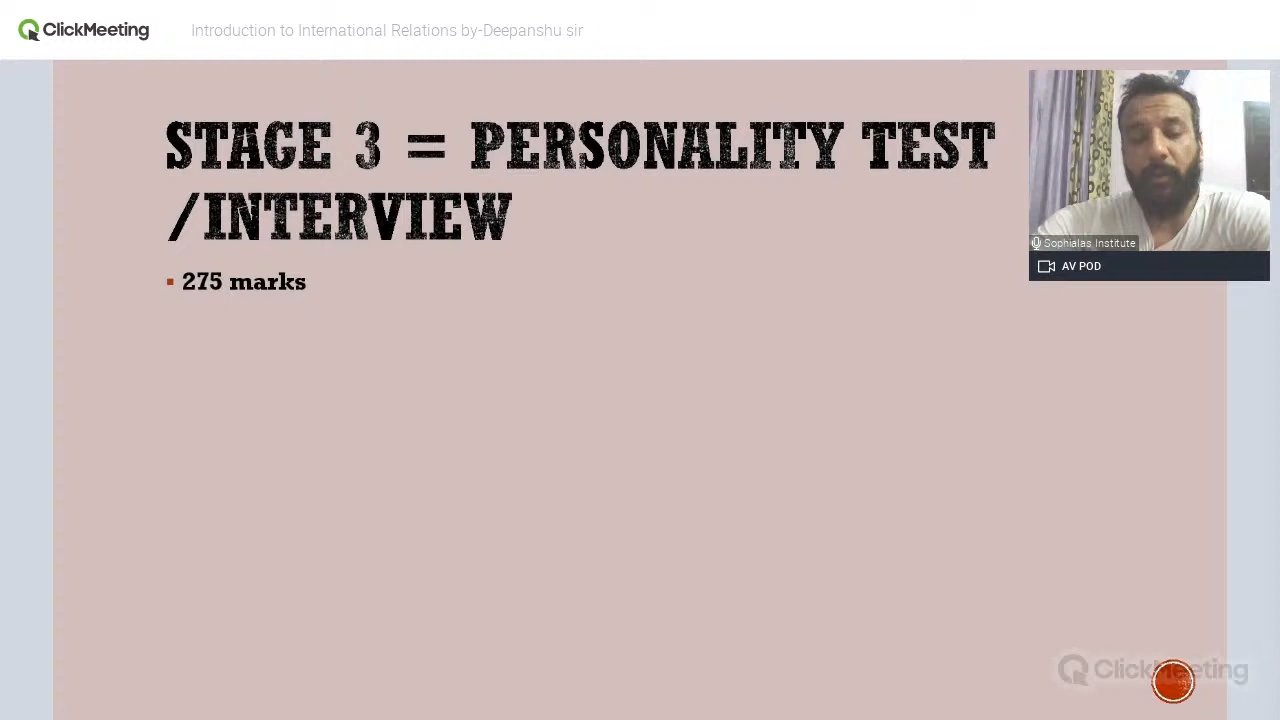 ClickMeeting
Introduction to International Relations by-Deepanshu sir
STAGE 3 = PERSONALITY TEST
/INTERVIEW
275 marks
SophiaIas Institute
AV POD
ClickMeeting